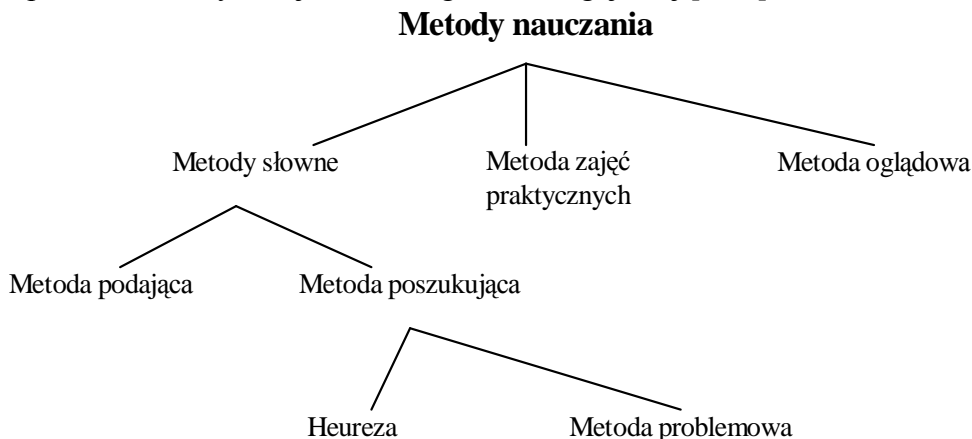 Metody nauczania
Metody słowne
Metoda zajęć
praktycznych
Metoda oglądowa
Metoda podająca
Metoda poszukująca
Heureza
Metoda problemowa